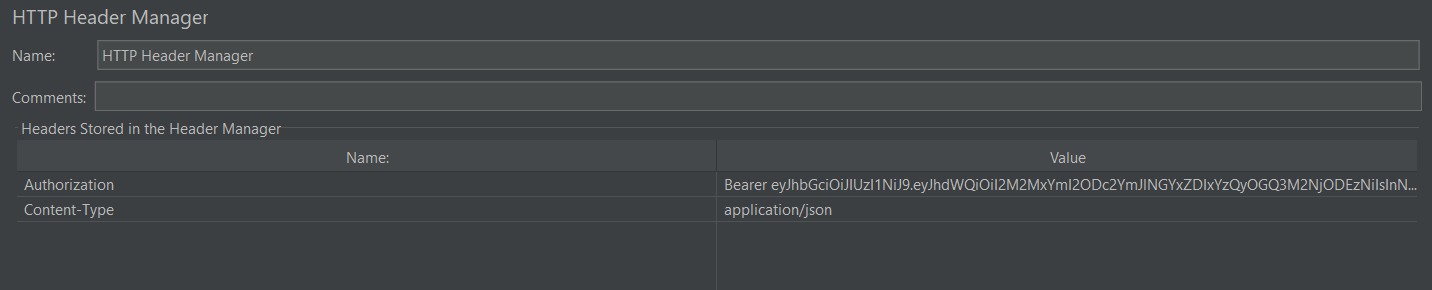 HTTP Header Manager
Name: HTTP Header Manager
Comments:
Headers Stored in the Header Manager
Name: Value
Authorization Bearer eyJhbGciOiJIUzI1NiJ9.eyJhdWQiOiI2M2MxYmI2ODc2YmJlNGYxZDIxYzQyOGQ3M2NjODEzNiIsInN...
Content-Type application/json